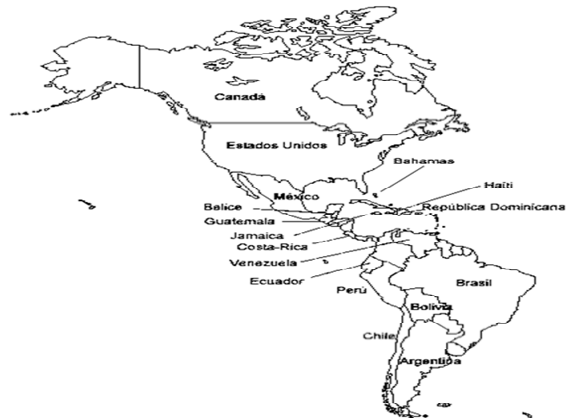 Canadá
Estados Unidos
Bahamas
México
Haïti
Belice
República Dominicana
Guatemala
Jamaica
Costa-Rica
Venezuela
Ecuador
Perú
Brasil
Bolivia
Chile
Argentina